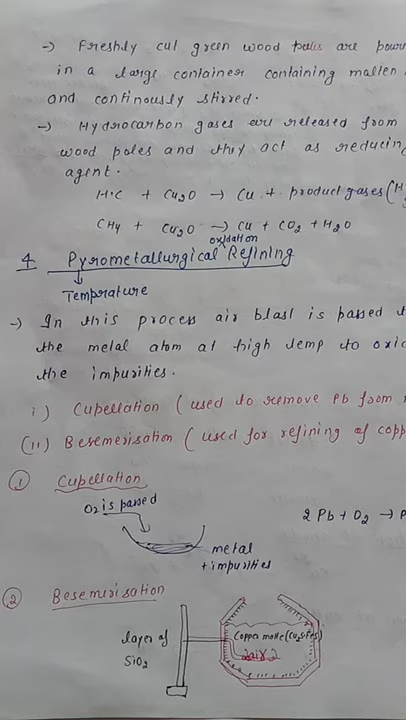 → Freshly cut green wood poles are
in a large container containing molten
and continously stirred.
→ Hydrocarbon gases are released from
wood poles and they act as reducing
agent.
H·C + Cu₂O → Cu + product gases (H
CH₄ + Cu₂O → Cu + CO₂ + H₂O
oxidation
4 Pyrometallurgical Refining
↓
Temprature
→ In this process air blast is passed
the metal atom at high temp to
the impurities.
i) Cupellation (used to remove Pb from
(ii) Besemerisation (used for refining of
① Cupellation
O₂ is passed
2 Pb + O₂ →
metal
+ impurities
② Besemerisation
layer of
SiO₂
Copper matte (Cu₂S+FeS)